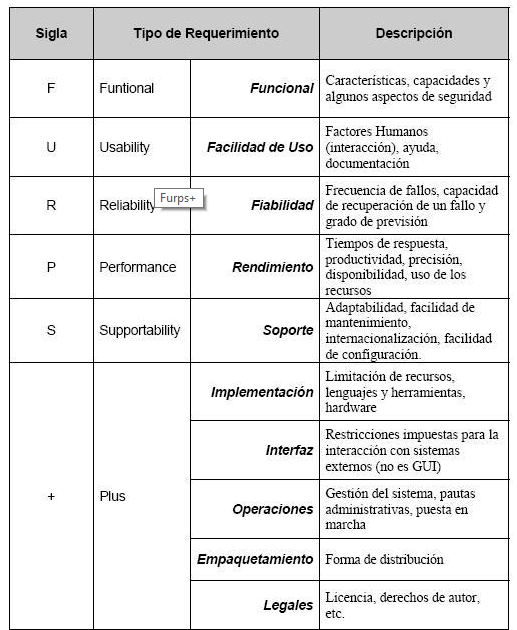 Sigla Tipo de Requerimiento Descripción
F Funtional Funcional Características, capacidades y
algunos aspectos de seguridad
U Usability Facilidad de Uso Factores Humanos
(interacción), ayuda,
documentación
Furps+
R Reliability Fiabilidad Frecuencia de fallos, capacidad
de recuperación de un fallo y
grado de previsión
P Performance Rendimiento Tiempos de respuesta,
productividad, precisión,
disponibilidad, uso de los
recursos
S Supportability Soporte Adaptabilidad, facilidad de
mantenimiento,
internacionalización, facilidad
de configuración.
+ Plus Implementación Limitación de recursos,
lenguajes y herramientas,
hardware
Interfaz Restricciones impuestas para la
interacción con sistemas
externos (no es GUI)
Operaciones Gestión del sistema, pautas
administrativas, puesta en
marcha
Empaquetamiento Forma de distribución
Legales Licencia, derechos de autor,
etc.